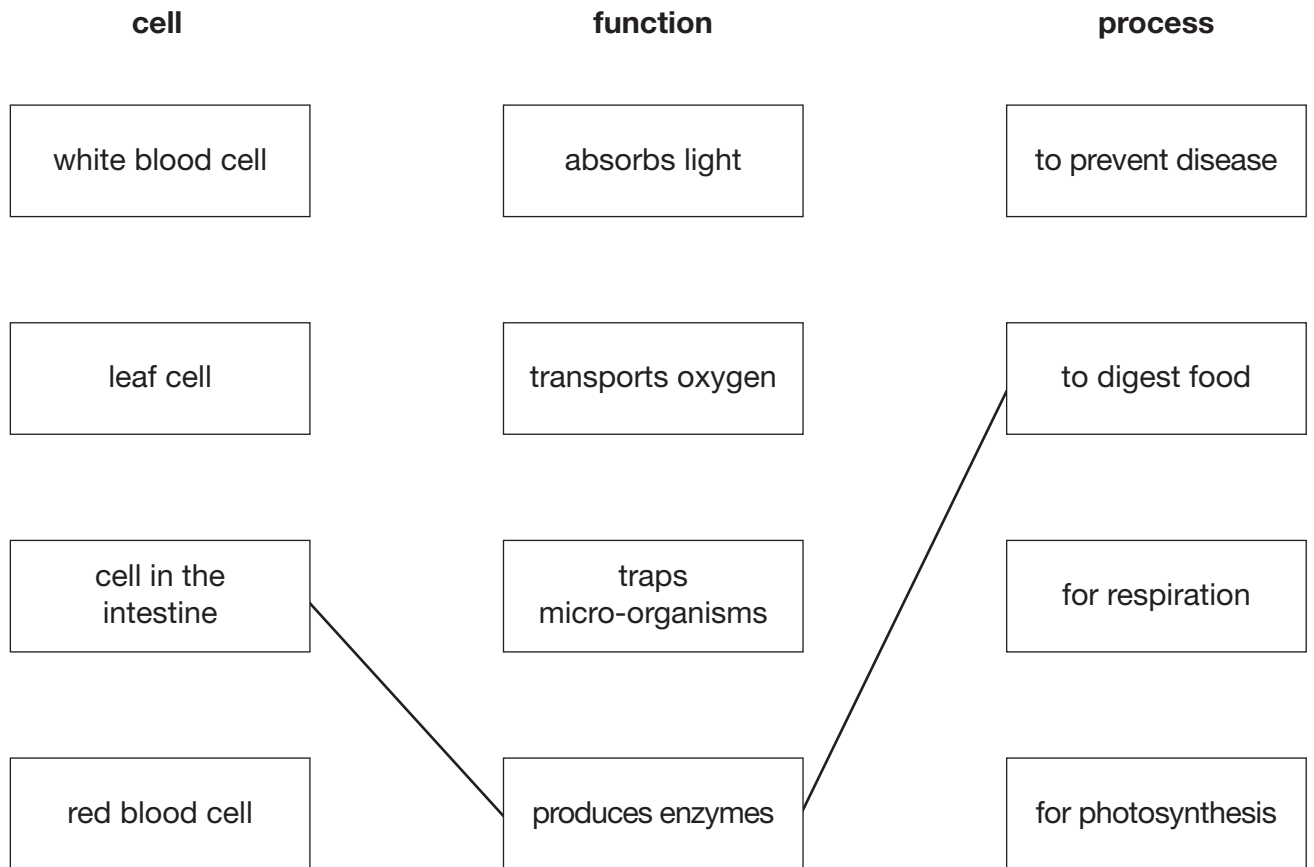 cell function process
white blood cell absorbs light to prevent disease
leaf cell transports oxygen to digest food
cell in the
intestine
traps
micro-organisms
for respiration
red blood cell produces enzymes for photosynthesis